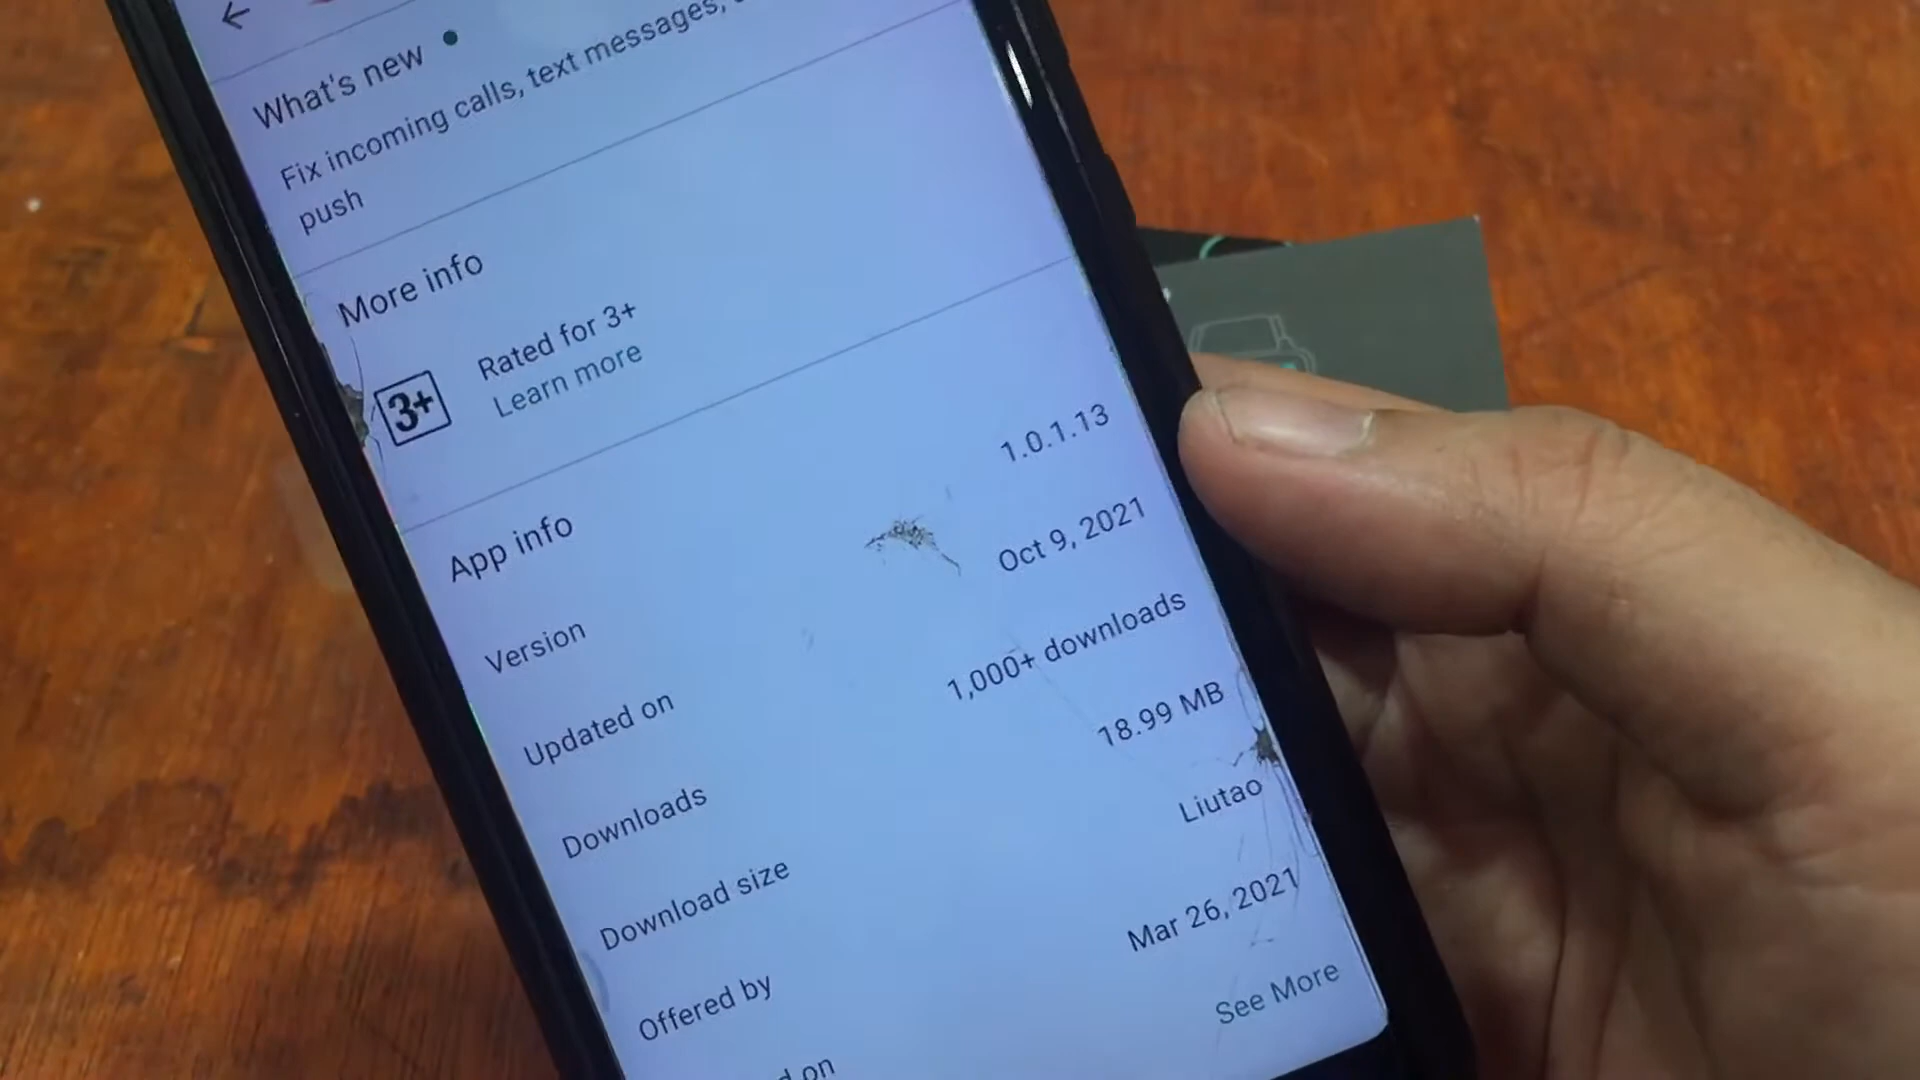 What's new
Fix incoming calls, text messages,
push
More info
3+
Rated for 3+
Learn more
App info
Version 1.0.1.13
Updated on Oct 9, 2021
Downloads 1,000+ downloads
Download size 18.99 MB
Offered by Liutao
on Mar 26, 2021
See More